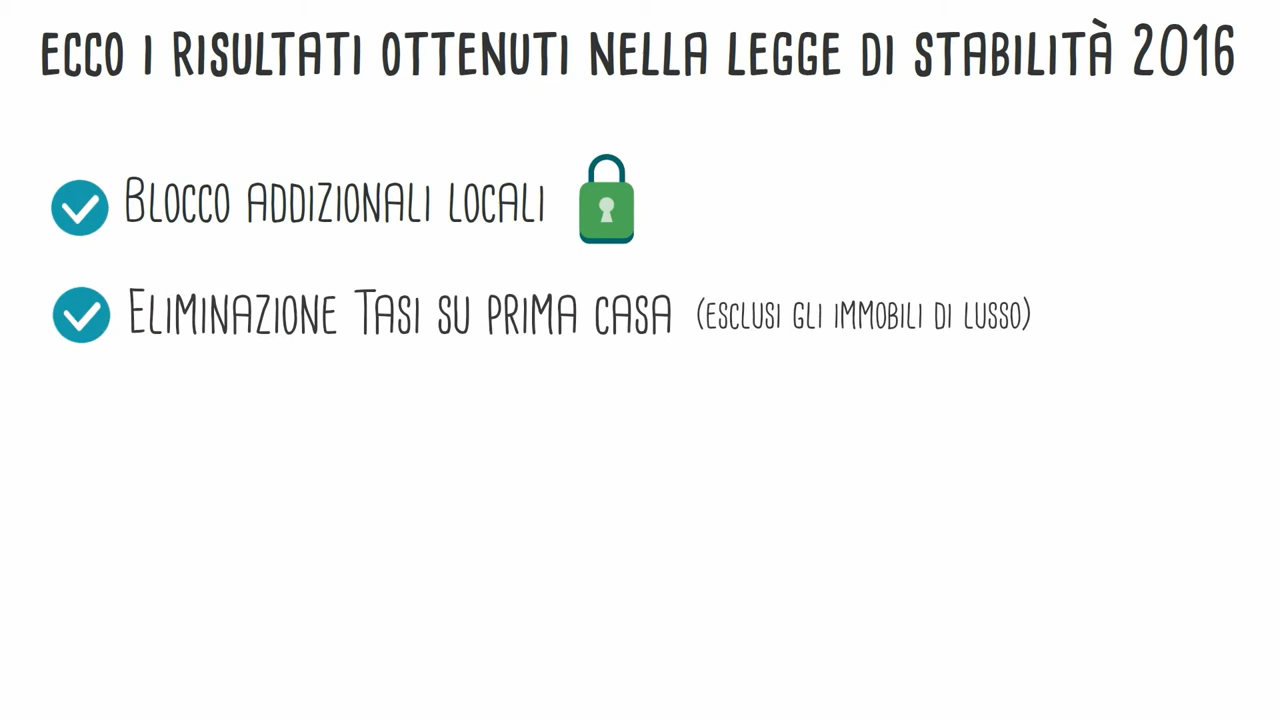 ECCO I RISULTATI OTTENUTI NELLA LEGGE DI STABILITÀ 2016
BLOCCO ADDIZIONALI LOCALI
ELIMINAZIONE TASI SU PRIMA CASA (ESCLUSI GLI IMMOBILI DI LUSSO)